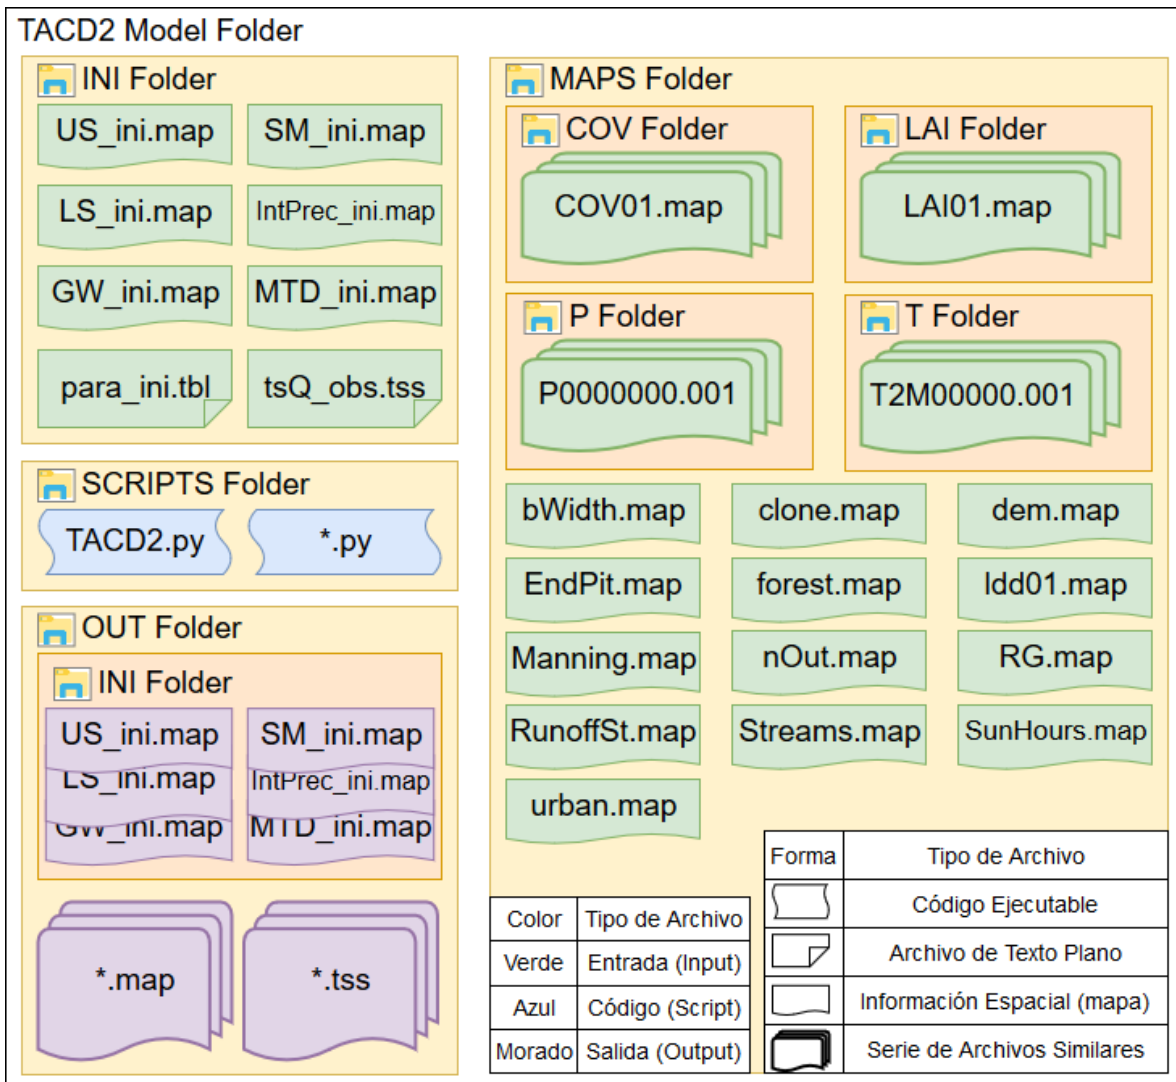 TACD2 Model Folder
INI Folder
US_ini.map
SM_ini.map
LS_ini.map
IntPrec_ini.map
GW_ini.map
MTD_ini.map
para_ini.tbl
tsQ_obs.tss
SCRIPTS Folder
TACD2.py
*.py
OUT Folder
INI Folder
US_ini.map
SM_ini.map
LS_ini.map
IntPrec_ini.map
GW_ini.map
MTD_ini.map
*.map
*.tss
MAPS Folder
COV Folder
COV01.map
LAI Folder
LAI01.map
P Folder
P0000000.001
T Folder
T2M00000.001
bWidth.map
clone.map
dem.map
EndPit.map
forest.map
ldd01.map
Manning.map
nOut.map
RG.map
RunoffSt.map
Streams.map
SunHours.map
urban.map
Color Tipo de Archivo
Verde Entrada (Input)
Azul Código (Script)
Morado Salida (Output)
Forma Tipo de Archivo
Código Ejecutable
Archivo de Texto Plano
Información Espacial (mapa)
Serie de Archivos Similares